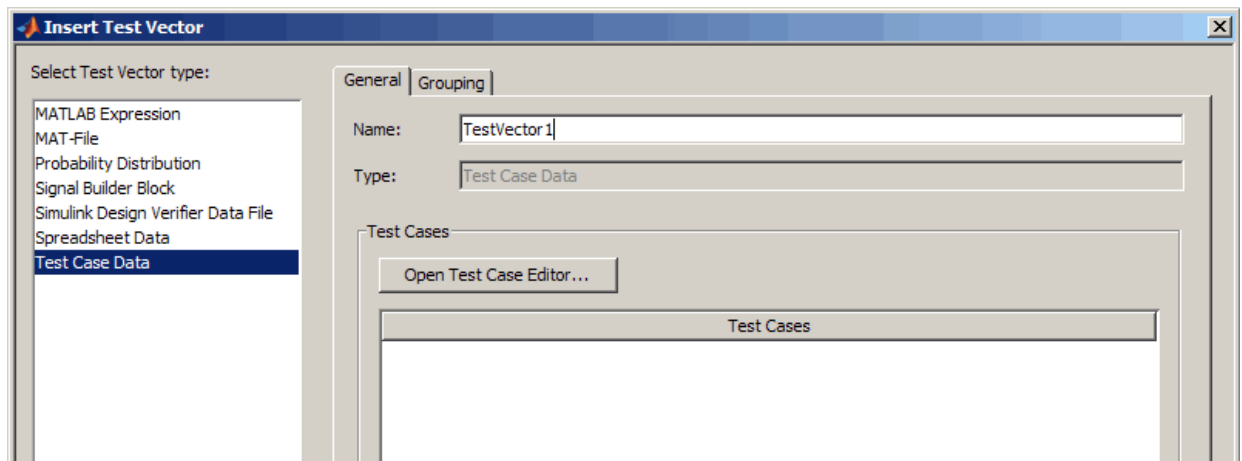 Insert Test Vector
Select Test Vector type:
MATLAB Expression
MAT-File
Probability Distribution
Signal Builder Block
Simulink Design Verifier Data File
Spreadsheet Data
Test Case Data
General
Grouping
Name:
TestVector1
Type:
Test Case Data
Test Cases
Open Test Case Editor...
Test Cases